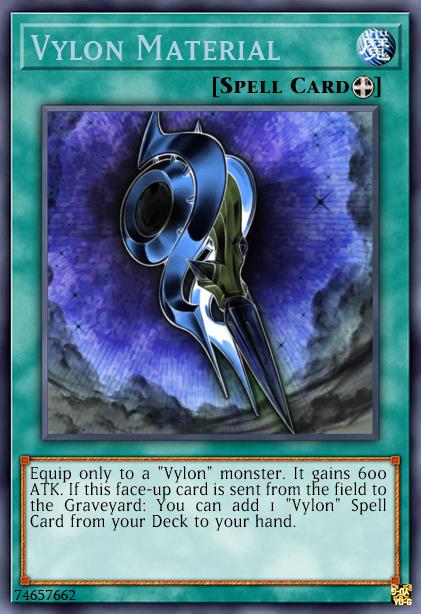 Vylon Material
魔
[Spell Card]
Equip only to a "Vylon" monster. It gains 600
ATK. If this face-up card is sent from the field to
the Graveyard: You can add 1 "Vylon" Spell
Card from your Deck to your hand.
74657662